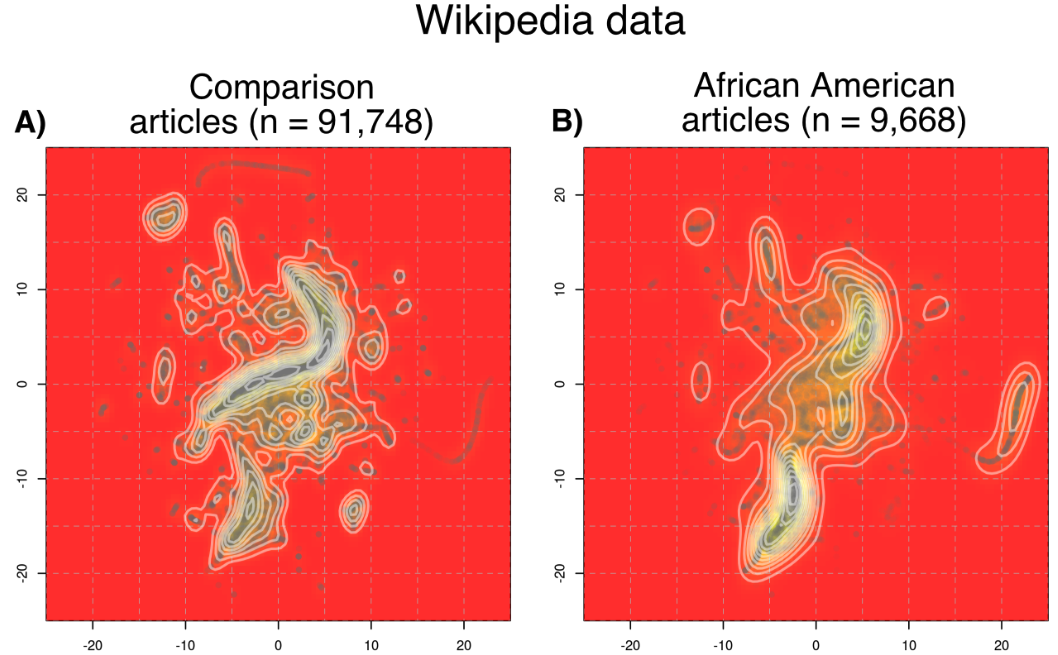 Wikipedia data
A) Comparison
articles (n = 91,748)
B) African American
articles (n = 9,668)
20
10
0
-10
-20
-20 -10 0 10 20
20
10
0
-10
-20
-20 -10 0 10 20